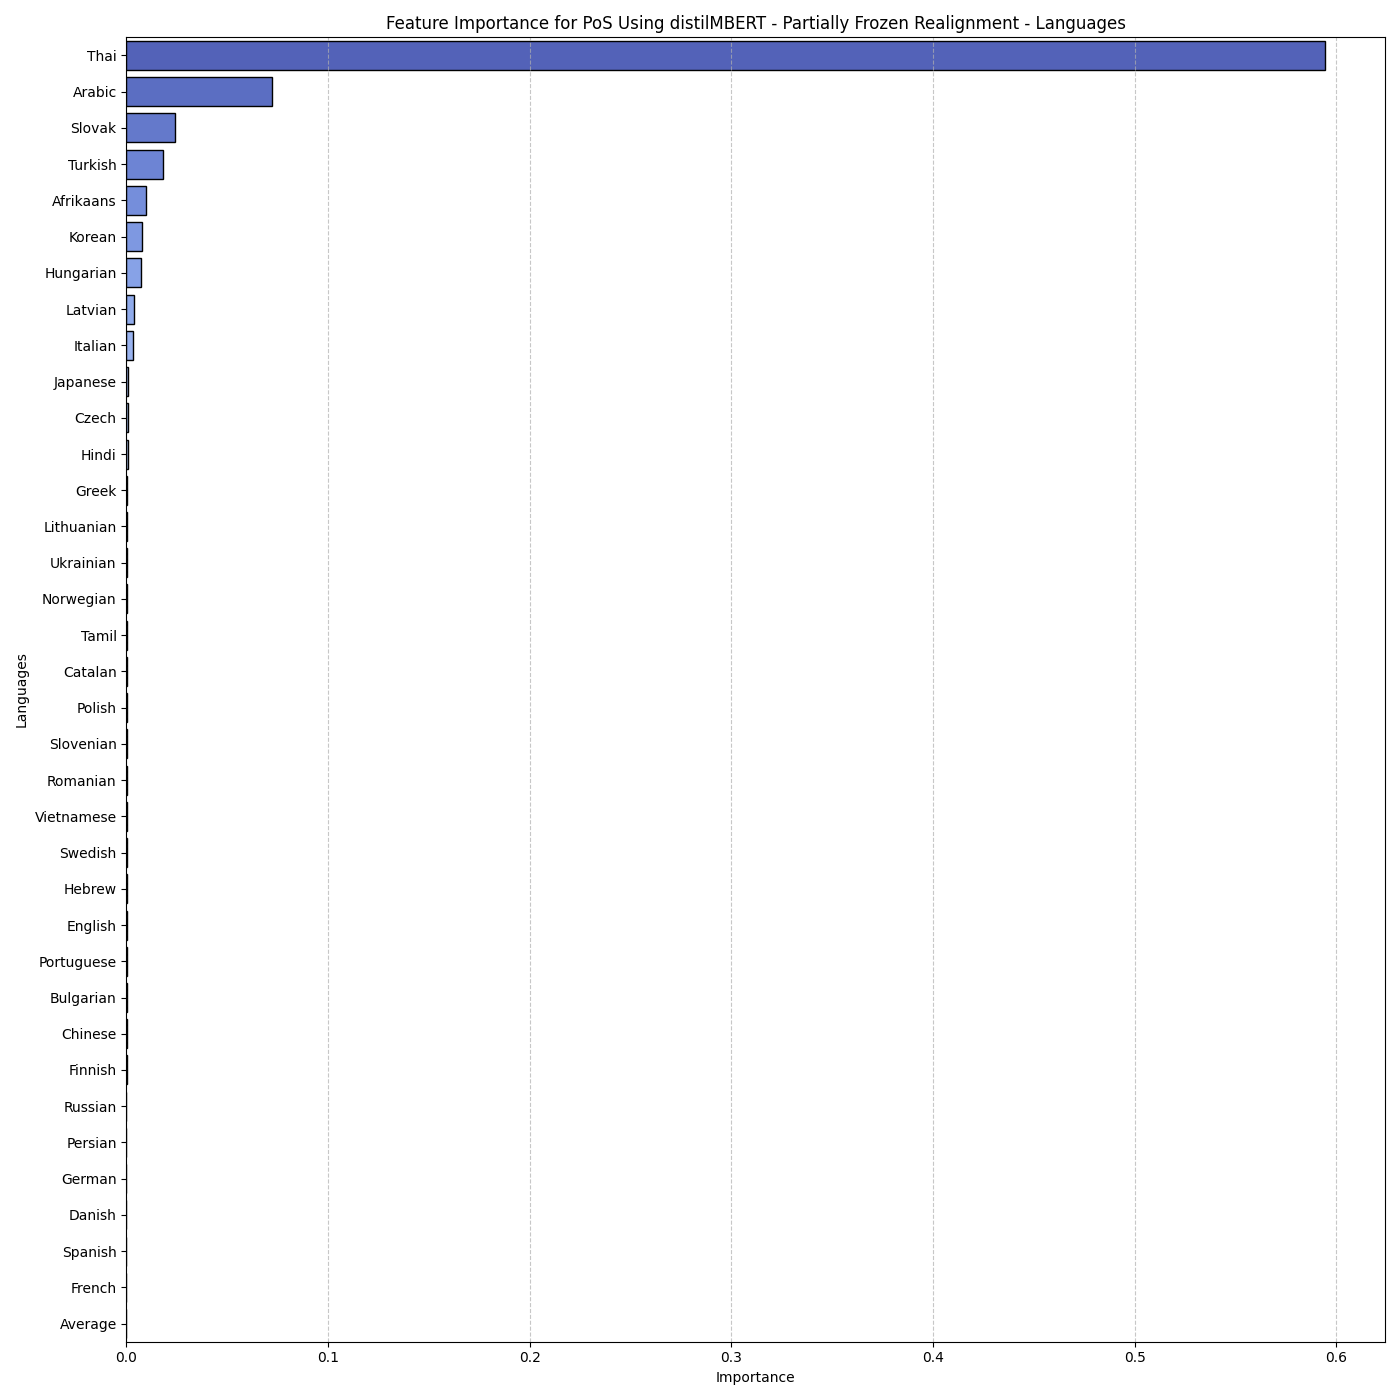 Feature Importance for PoS Using distilMBERT - Partially Frozen Realignment - Languages
Thai
Arabic
Slovak
Turkish
Afrikaans
Korean
Hungarian
Latvian
Italian
Japanese
Czech
Hindi
Greek
Lithuanian
Ukrainian
Norwegian
Tamil
Catalan
Polish
Slovenian
Romanian
Vietnamese
Swedish
Hebrew
English
Portuguese
Bulgarian
Chinese
Finnish
Russian
Persian
German
Danish
Spanish
French
Average
Languages
0.0 0.1 0.2 0.3 0.4 0.5 0.6
Importance